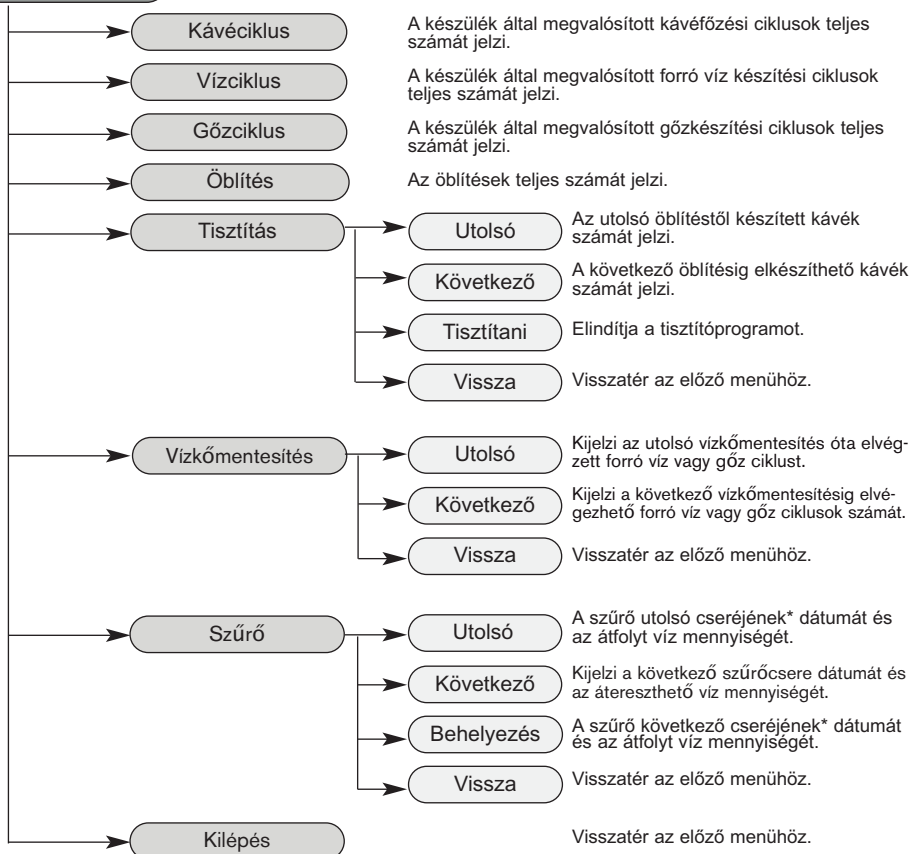 Kávéciklus
A készülék által megvalósított kávéfőzési ciklusok teljes
számát jelzi.
Vízciklus
A készülék által megvalósított forró víz készítési ciklusok
teljes számát jelzi.
Gőzciklus
A készülék által megvalósított gőzkészítési ciklusok teljes
számát jelzi.
Öblítés
Az öblítések teljes számát jelzi.
Tisztítás
Utolsó
Az utolsó öblítéstől készített kávék
számát jelzi.
Következő
A következő öblítésig elkészíthető kávék
számát jelzi.
Tisztítani
Elindítja a tisztítóprogramot.
Vissza
Visszatér az előző menühöz.
Vízkőmentesítés
Utolsó
Kijelzi az utolsó vízkőmentesítés óta elvég-
zett forró víz vagy gőz ciklust.
Következő
Kijelzi a következő vízkőmentesítésig elvé-
gezhető forró víz vagy gőz ciklusok számát.
Vissza
Visszatér az előző menühöz.
Szűrő
Utolsó
A szűrő utolsó cseréjének* dátumát és
az átfolyt víz mennyiségét.
Következő
Kijelzi a következő szűrőcsere dátumát és
az átereszthető víz mennyiségét.
Behelyezés
A szűrő következő cseréjének* dátumát
és az átfolyt víz mennyiségét.
Vissza
Visszatér az előző menühöz.
Kilépés
Visszatér az előző menühöz.